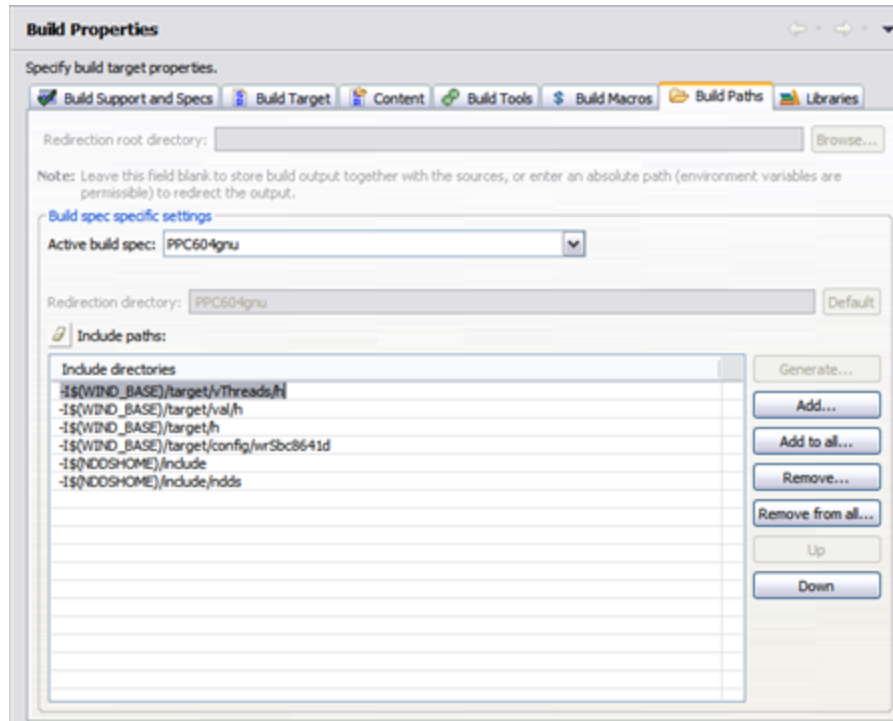 Build Properties
Specify build target properties.
Build Support and Specs Build Target Content Build Tools $ Build Macros Build Paths Libraries
Redirection root directory: Browse...
Note: Leave this field blank to store build output together with the sources, or enter an absolute path (environment variables are
permissible) to redirect the output.
Build spec specific settings
Active build spec: PPC604gnu
Redirection directory: PPC604gnu Default
Include paths:
Include directories Generate...
-I$(WIND_BASE)/target/vThreads/h
-I$(WIND_BASE)/target/val/h Add...
-I$(WIND_BASE)/target/h
-I$(WIND_BASE)/target/config/wrSbc8641d Add to all...
-I$(NDDSHOME)/include
-I$(NDDSHOME)/include/ndds Remove...
Remove from all...
Up
Down